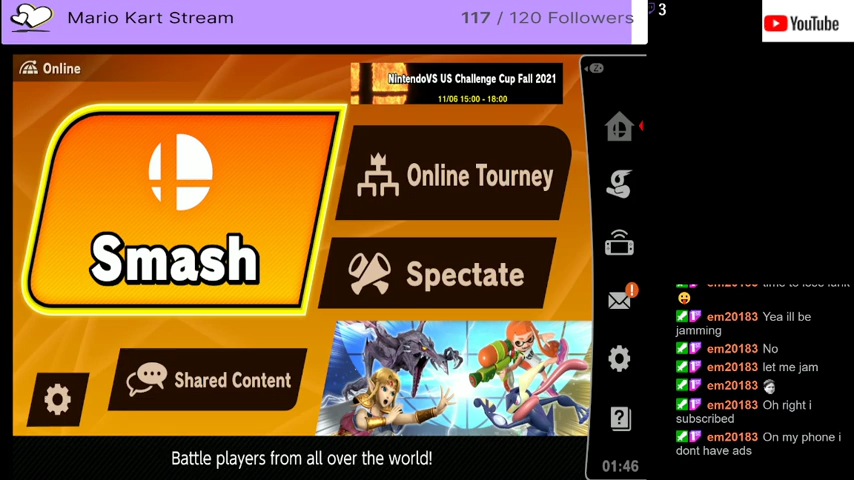 Mario Kart Stream
117 / 120 Followers
3
YouTube
Online
NintendoVS US Challenge Cup Fall 2021
11/06 15:00 - 18:00
Smash
Online Tourney
Spectate
Shared Content
Battle players from all over the world!
01:46
em20183 Yea ill be
jamming
em20183 No
em20183 let me jam
em20183
em20183 Oh right i
subscribed
em20183 On my phone i
dont have ads